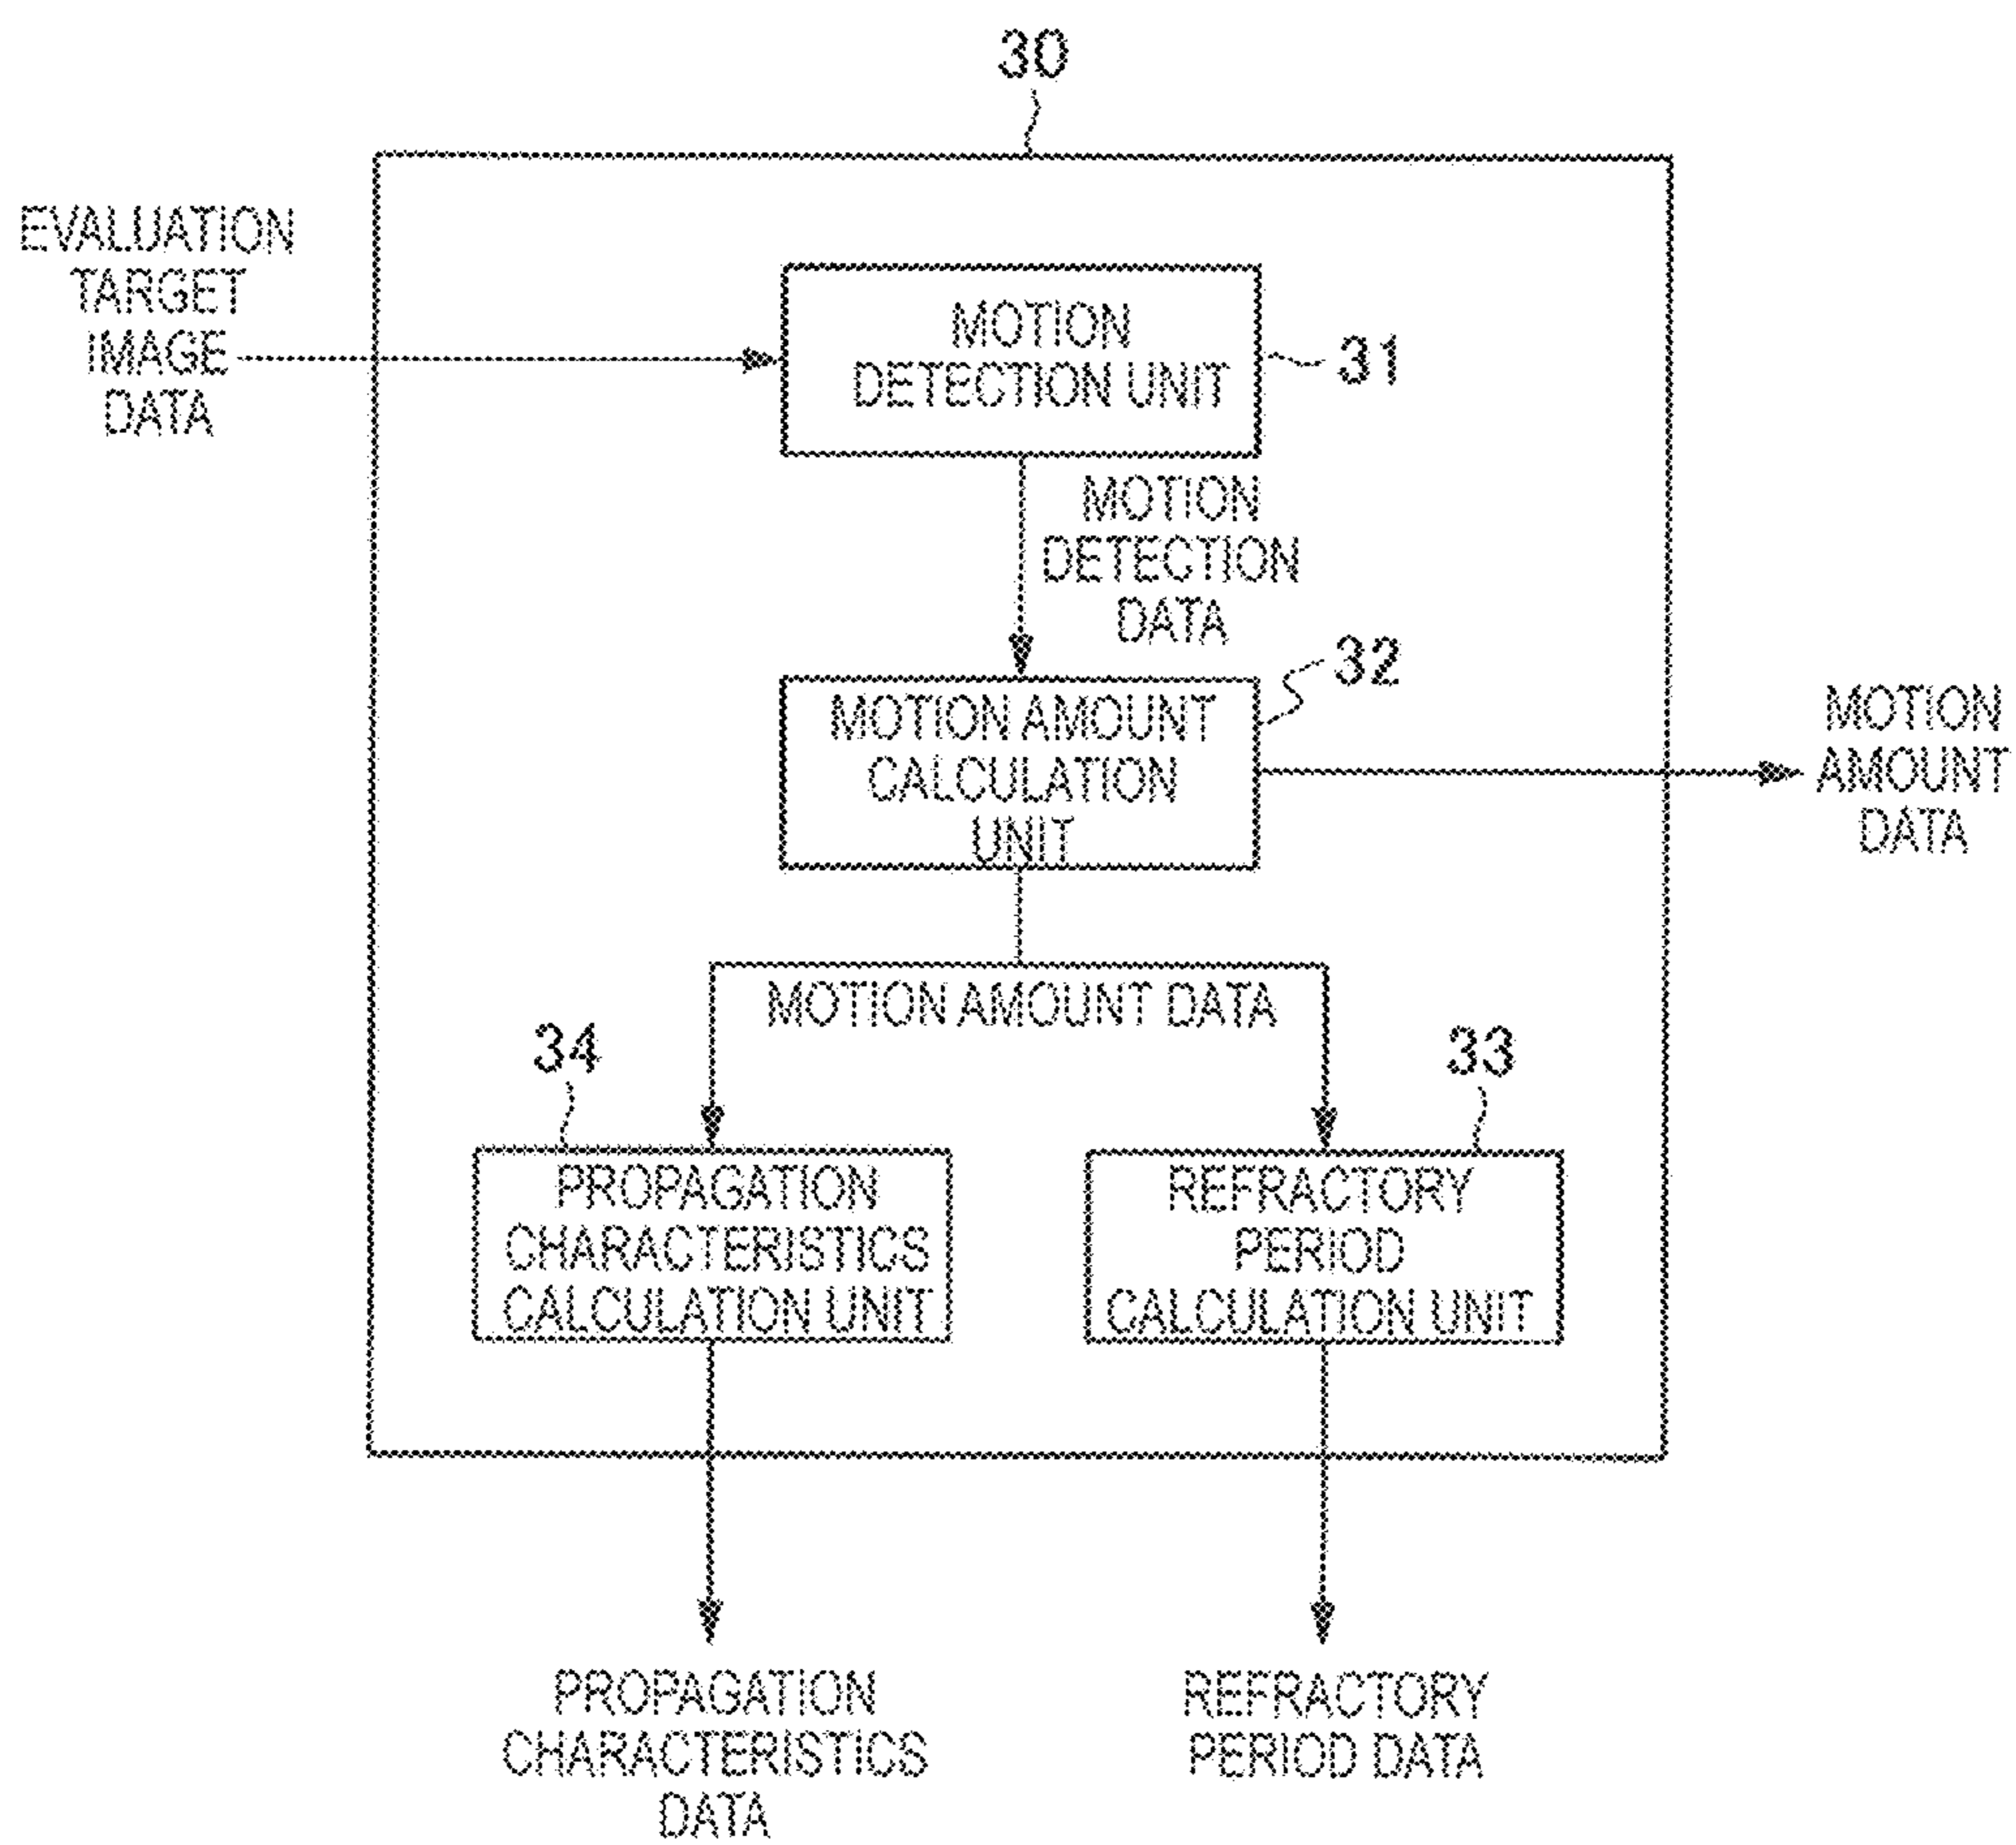 30
EVALUATION
TARGET
IMAGE
DATA
MOTION
DETECTION UNIT
31
MOTION
DETECTION
DATA
32
MOTION AMOUNT
CALCULATION
UNIT
MOTION
AMOUNT
DATA
MOTION AMOUNT DATA
34
33
PROPAGATION
CHARACTERISTICS
CALCULATION UNIT
REFRACTORY
PERIOD
CALCULATION UNIT
PROPAGATION
CHARACTERISTICS
DATA
REFRACTORY
PERIOD DATA